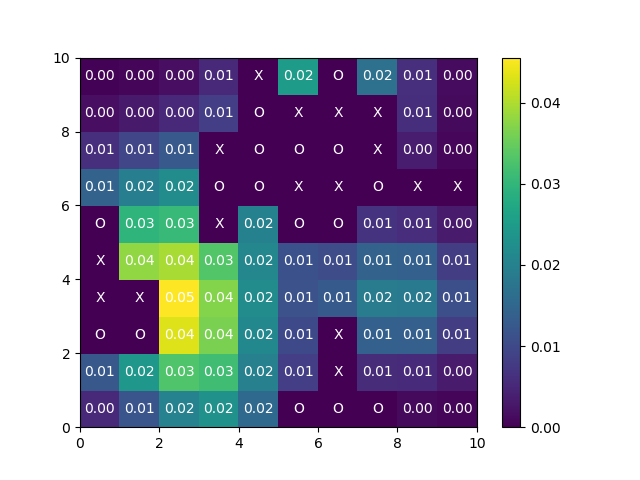 10
0.00 0.00 0.00 0.01 X 0.02 O 0.02 0.01 0.00
0.04
0.00 0.00 0.00 0.01 O X X X 0.01 0.00
8
0.01 0.01 0.01 X O O O X 0.00 0.00
0.03
0.01 0.02 0.02 O O X X O X X
6
O 0.03 0.03 X 0.02 O O 0.01 0.01 0.00
0.02
X 0.04 0.04 0.03 0.02 0.01 0.01 0.01 0.01 0.01
4
X X 0.05 0.04 0.02 0.01 0.01 0.02 0.02 0.01
0.01
O O 0.04 0.04 0.02 0.01 X 0.01 0.01 0.01
2
0.01 0.02 0.03 0.03 0.02 0.01 X 0.01 0.01 0.00
0.00 0.01 0.02 0.02 0.02 O O O 0.00 0.00
0 0.00
0 2 4 6 8 10